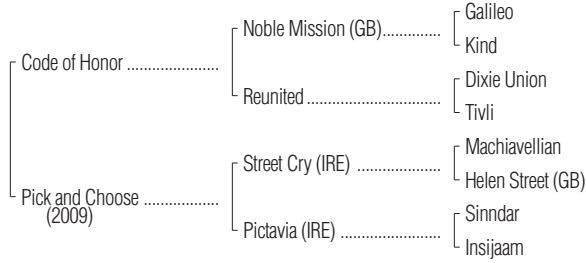 Galileo
Noble Mission (GB)..............
Kind
Code of Honor ......................
Dixie Union
Reunited................................
Tivli
Machiavellian
Street Cry (IRE) ....................
Helen Street (GB)
Pick and Choose ..................
(2009)
Sinndar
Pictavia (IRE) ........................
Insijaam